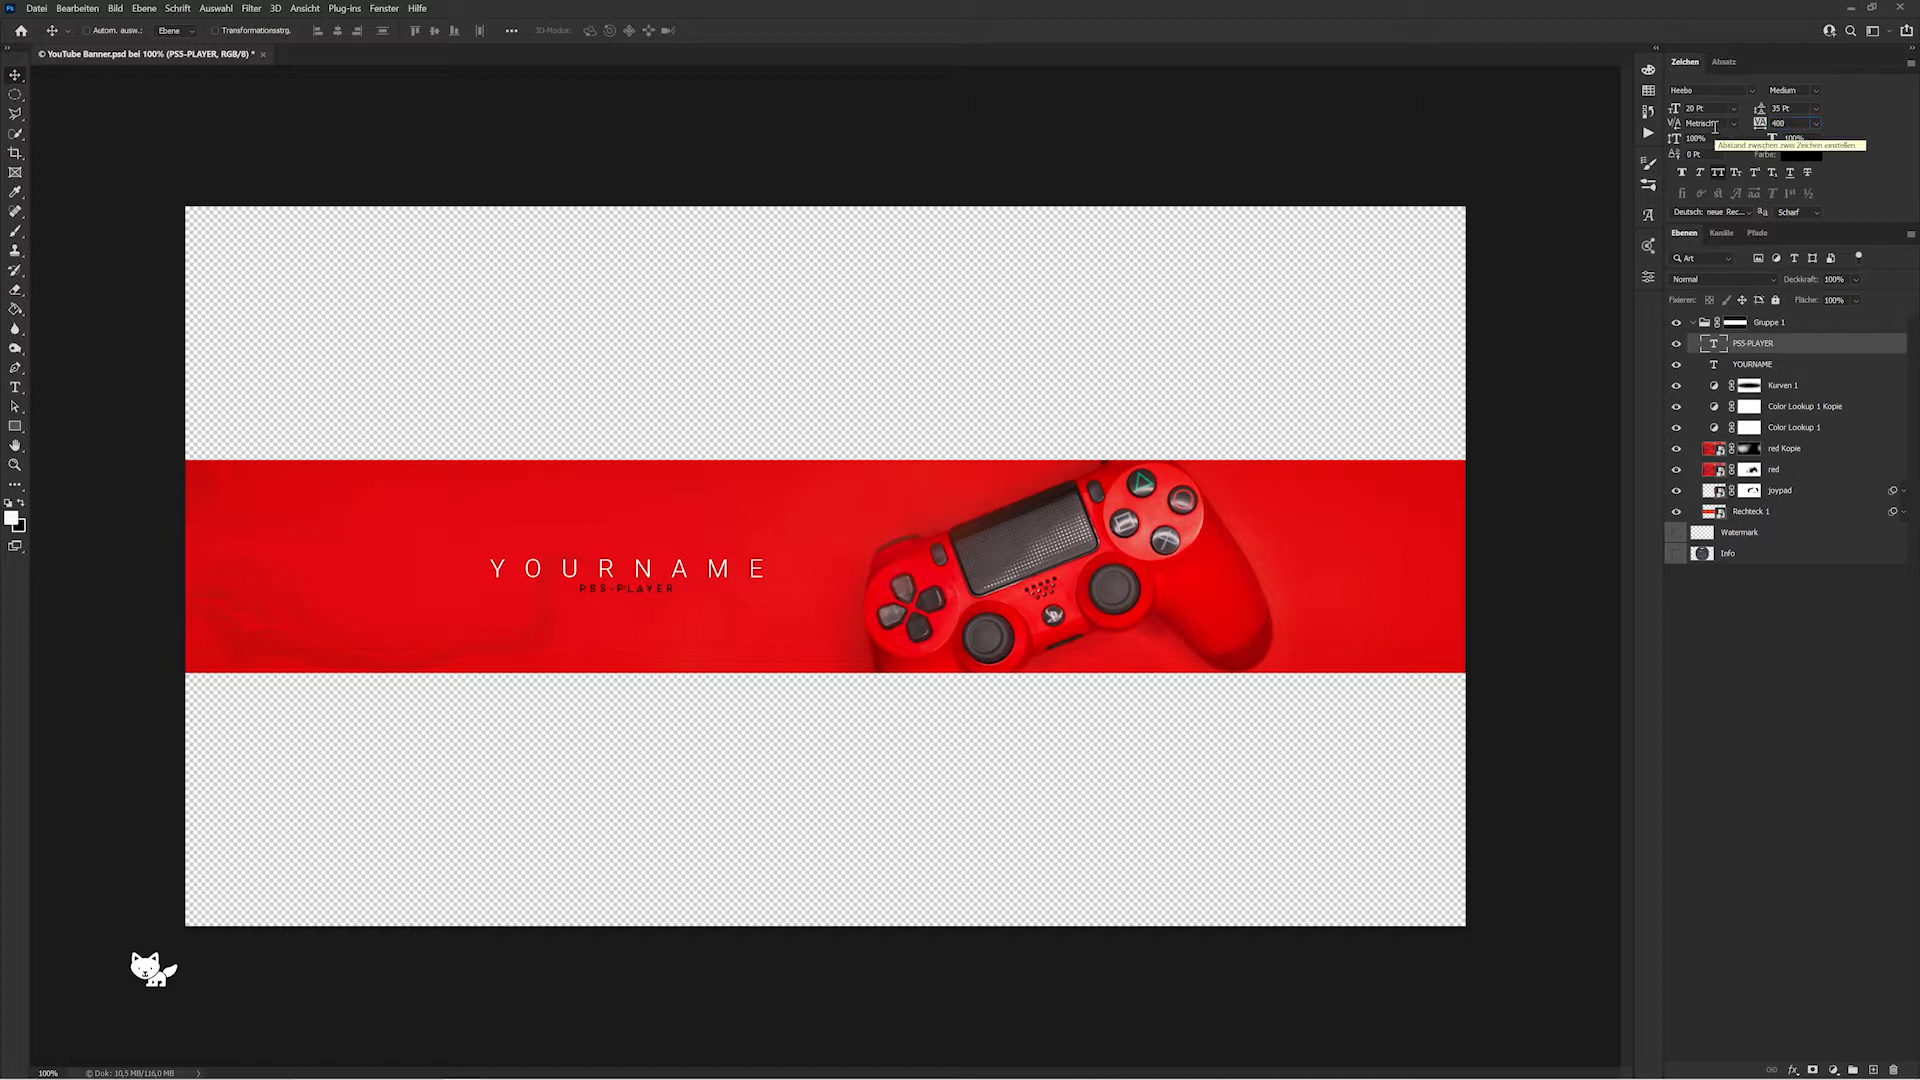 Ps Datei Bearbeiten Bild Ebene Schrift Auswahl Filter 3D Ansicht Plug-ins Fenster Hilfe
Autom. ausw.: Ebene Transformationsstrg. 3D-Modus:
© YouTube Banner.psd bei 100% (PS5-PLAYER, RGB/8) *
Zeichen Absatz
Heebo Medium
20 Pt 35 Pt
Metrisch 400
100% 100%
Abstand zwischen zwei Zeichen einstellen
0 Pt Farbe:
Deutsch: neue Rec... Scharf
Ebenen Kanäle Pfade
Art
Normal Deckkraft: 100%
Fixieren: Fläche: 100%
Gruppe 1
PS5-PLAYER
YOURNAME
Kurven 1
Color Lookup 1 Kopie
Color Lookup 1
red Kopie
red
joypad
Rechteck 1
Watermark
Info
YOURNAME
PS5-PLAYER
100% © Dok: 10,5 MB/116,0 MB